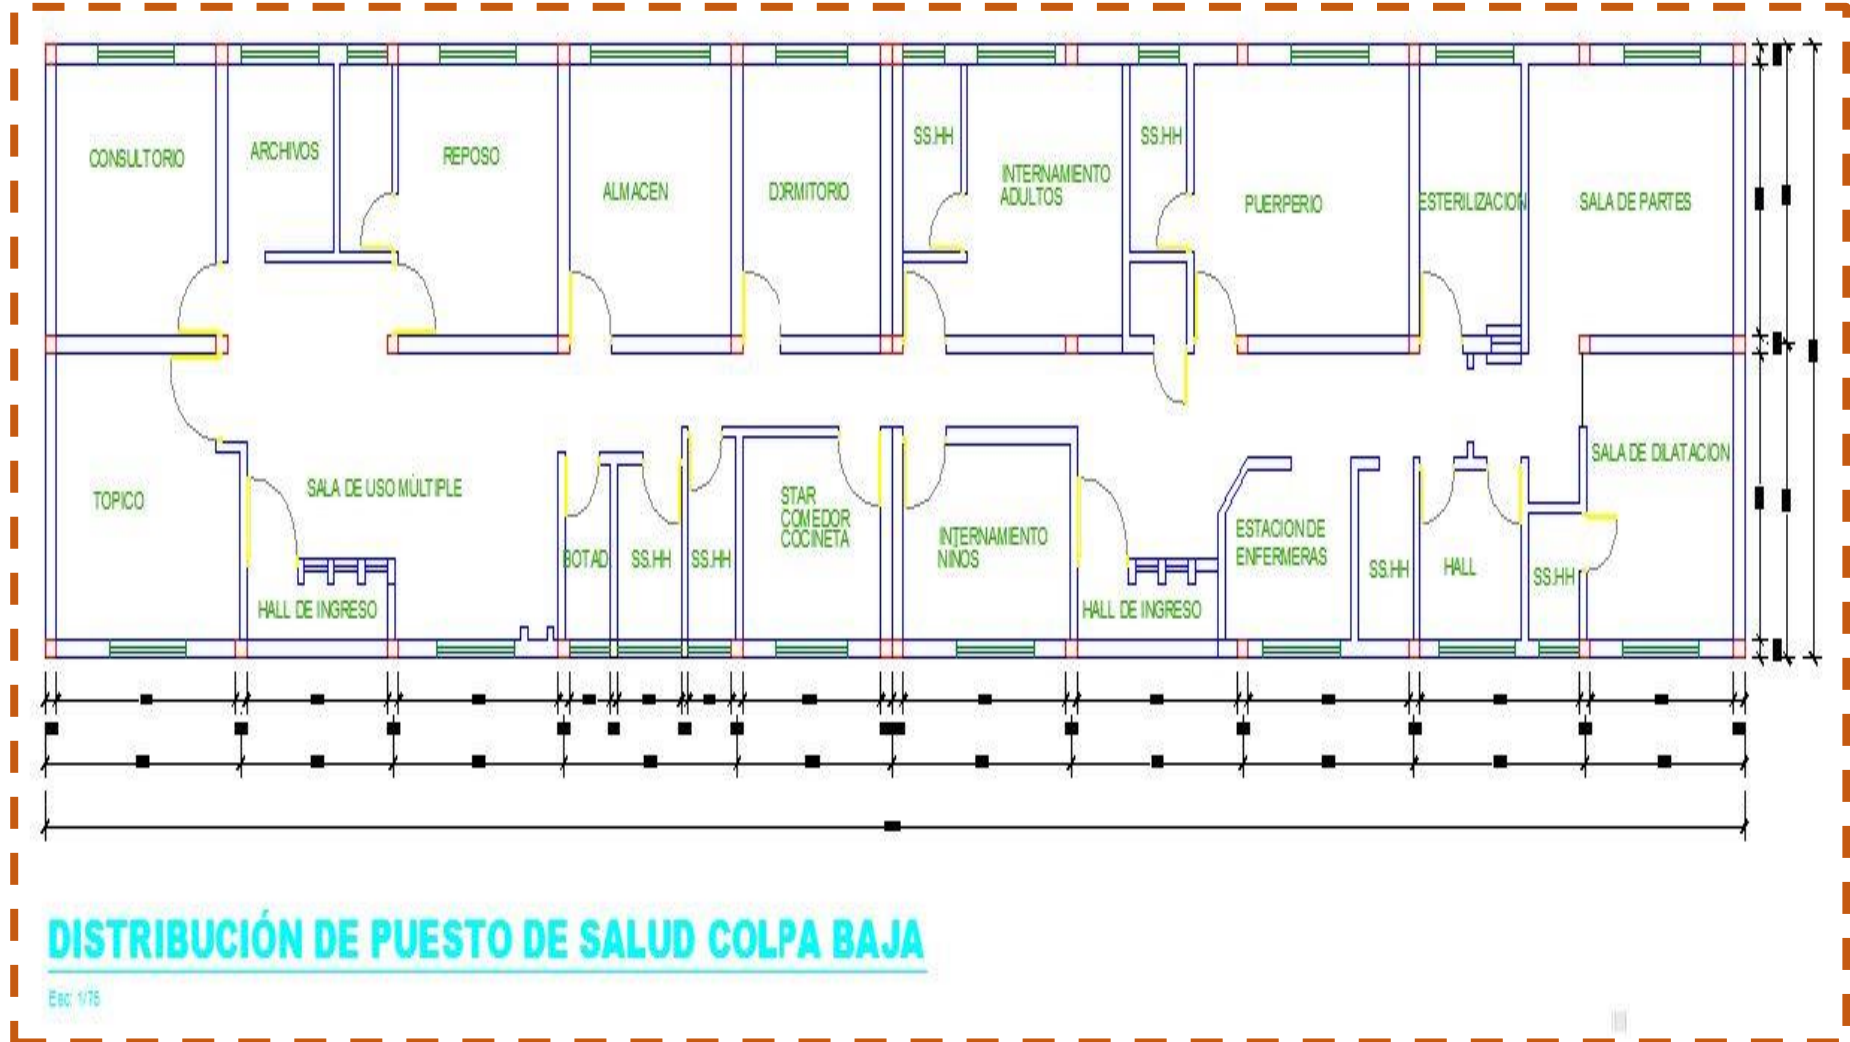 CONSULTORIO
ARCHIVOS
REPOSO
ALMACEN
DORMITORIO
SS.HH
INTERNAMIENTO
ADULTOS
SS.HH
PUERPERIO
ESTERILIZACION
SALA DE PARTES
TOPICO
SALA DE USO MÚLTIPLE
HALL DE INGRESO
BOTAD
SS.HH
SS.HH
STAR
COMEDOR
COCINETA
INTERNAMIENTO
NIÑOS
HALL DE INGRESO
ESTACION DE
ENFERMERAS
SS.HH
HALL
SS.HH
SALA DE DILATACION
DISTRIBUCIÓN DE PUESTO DE SALUD COLPA BAJA
Esc: 1/75